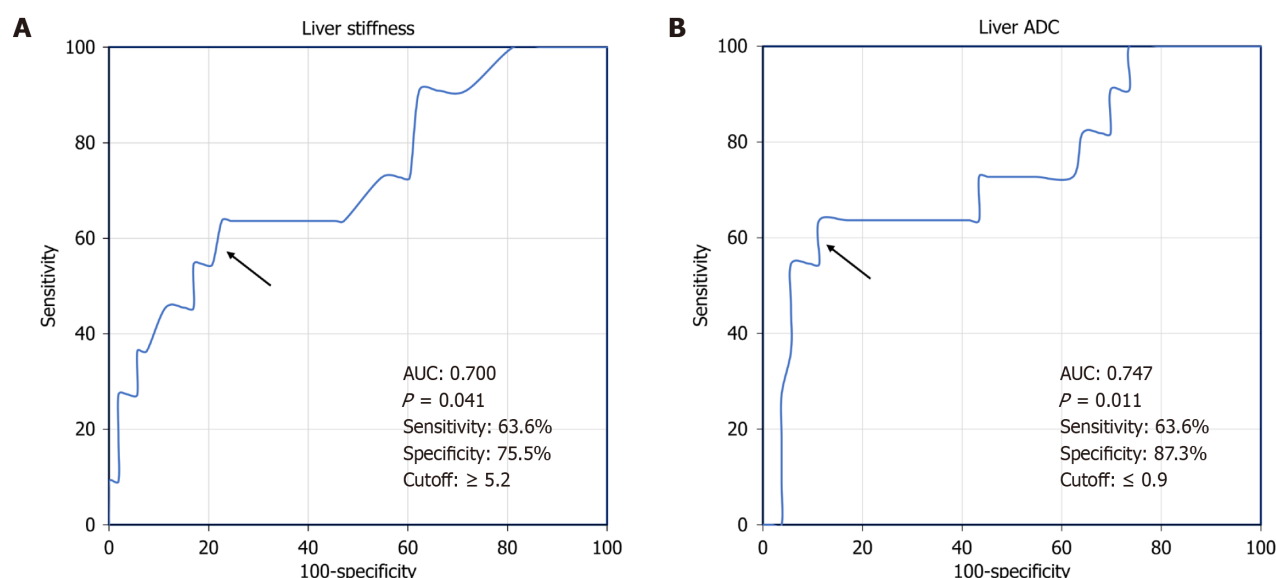 A
Liver stiffness
100
80
60
40
20
0
Sensitivity
0 20 40 60 80 100
100-specificity
AUC: 0.700
P = 0.041
Sensitivity: 63.6%
Specificity: 75.5%
Cutoff: ≥ 5.2
B
Liver ADC
100
80
60
40
20
0
Sensitivity
0 20 40 60 80 100
100-specificity
AUC: 0.747
P = 0.011
Sensitivity: 63.6%
Specificity: 87.3%
Cutoff: ≤ 0.9